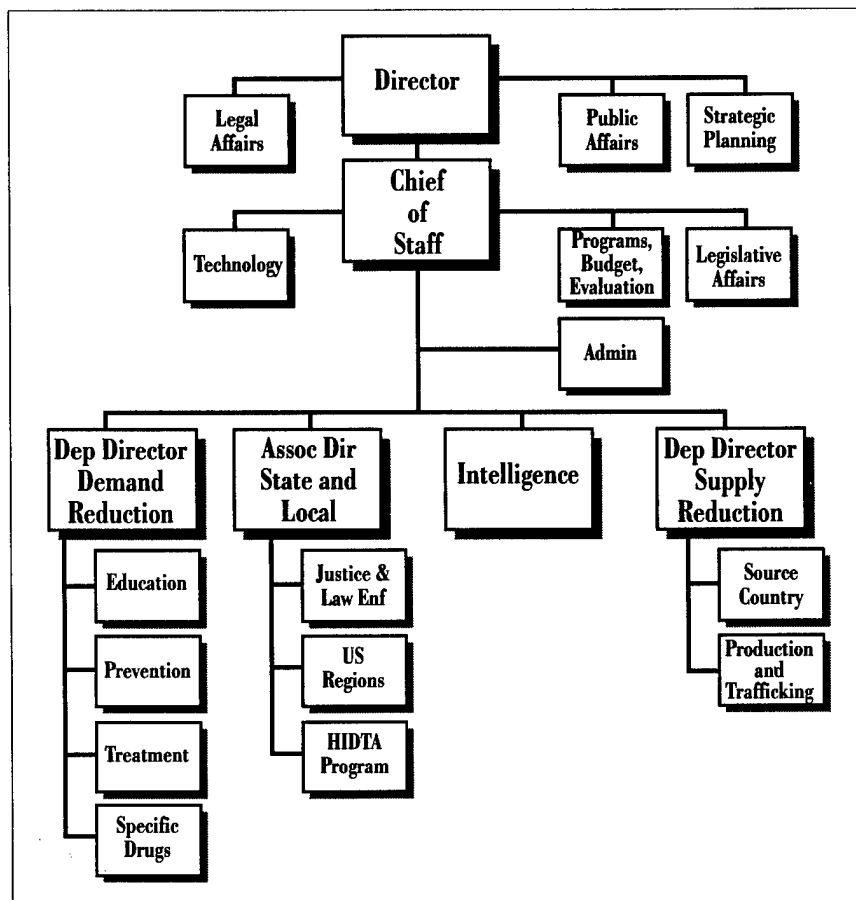 Director
Legal
Affairs
Public
Affairs
Strategic
Planning
Chief
of
Staff
Technology
Programs,
Budget,
Evaluation
Legislative
Affairs
Admin
Dep Director
Demand
Reduction
Assoc Dir
State and
Local
Intelligence
Dep Director
Supply
Reduction
Education
Prevention
Treatment
Specific
Drugs
Justice &
Law Enf
US
Regions
HIDTA
Program
Source
Country
Production
and
Trafficking